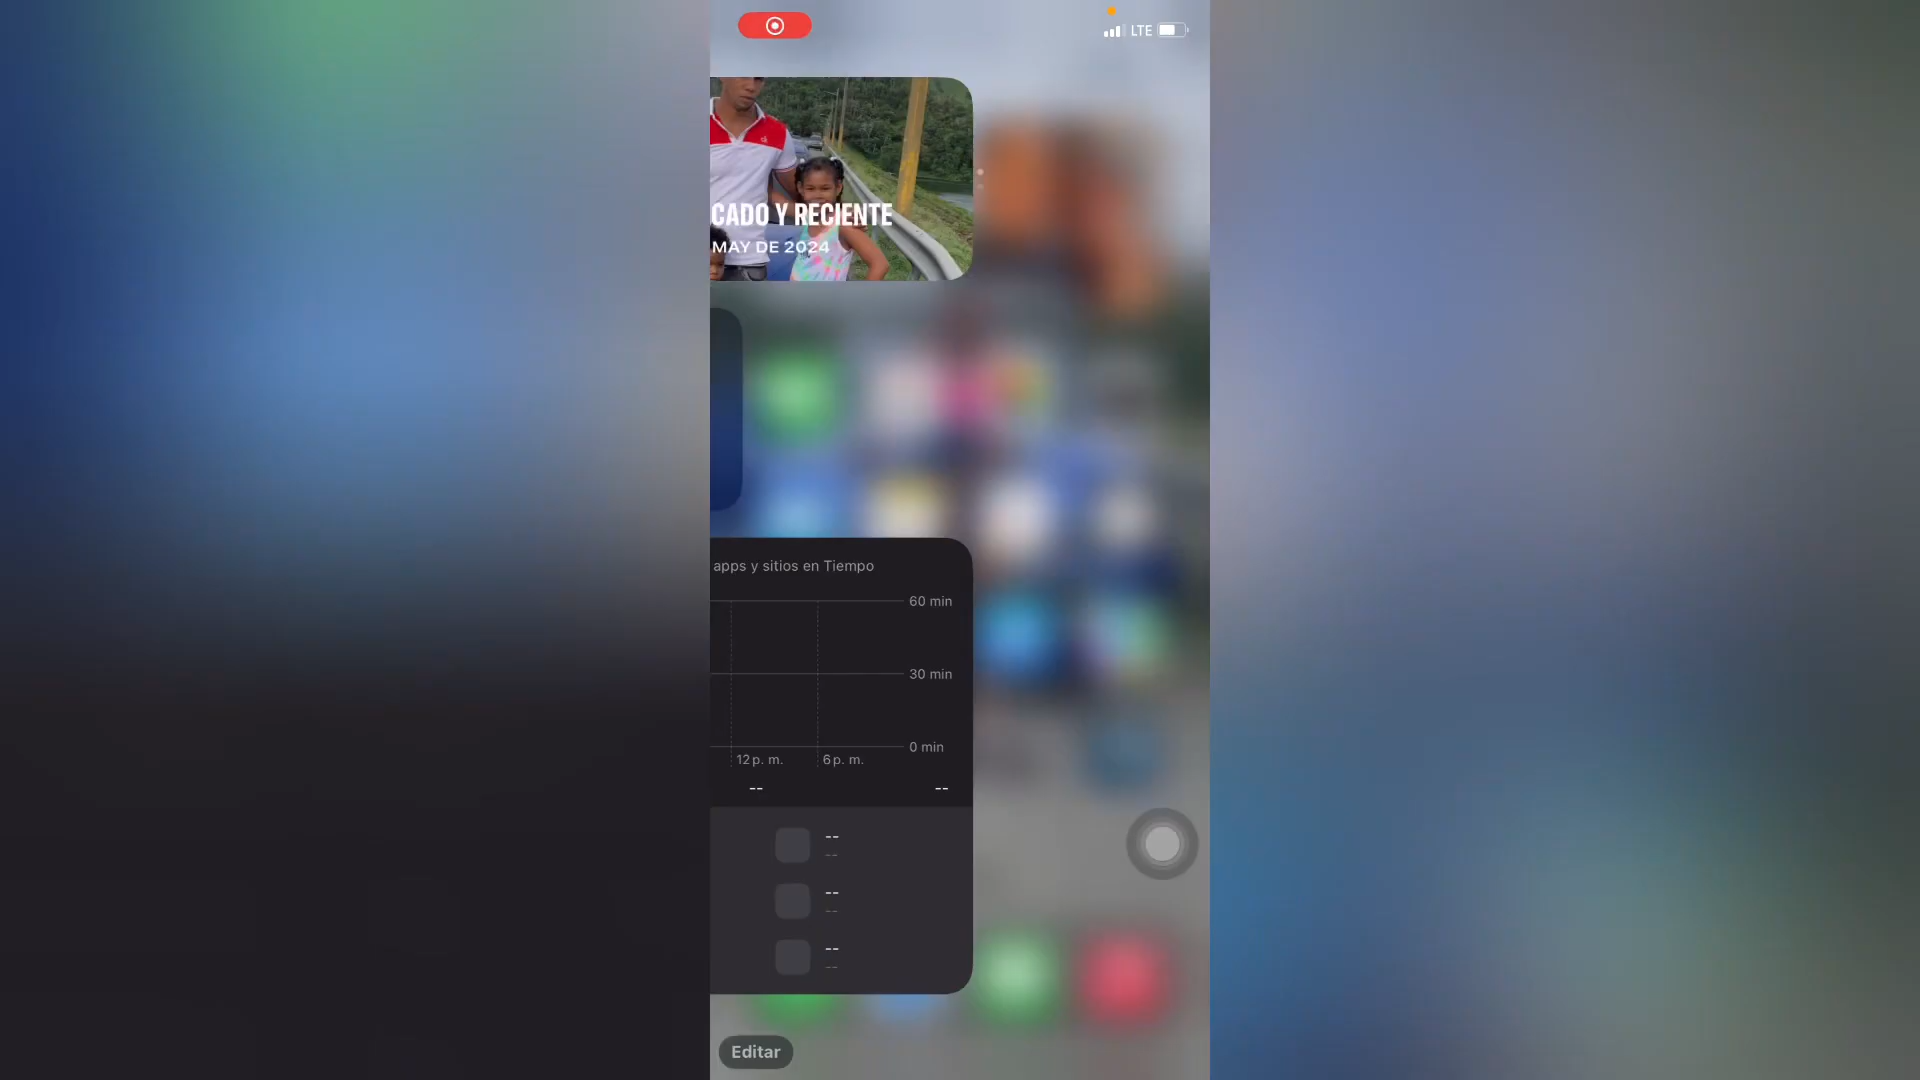 LTE
CADO Y RECIENTE
MAY DE 2024
apps y sitios en Tiempo
60 min
30 min
0 min
12 p. m.
6 p. m.
-- --
--
--
--
--
--
--
Editar